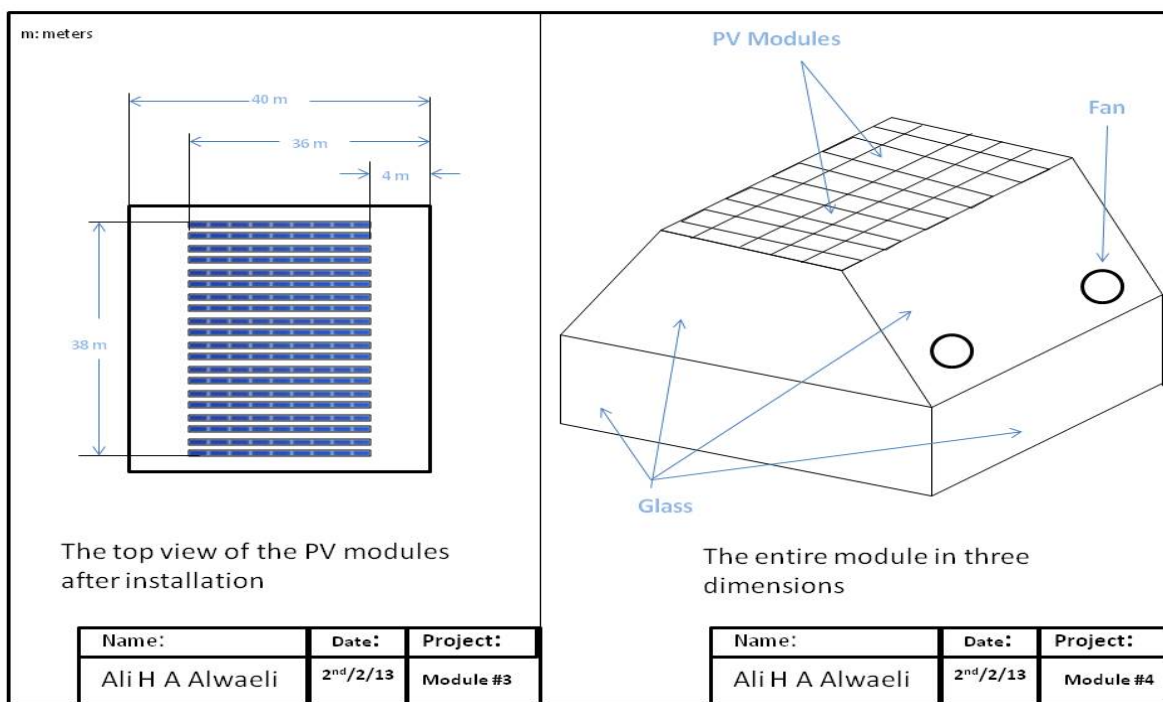 m: meters
40 m
36 m
4 m
38 m
The top view of the PV modules
after installation
Name:
Date:
Project:
Ali H A Alwaeli
2nd/2/13
Module #3
PV Modules
Fan
Glass
The entire module in three
dimensions
Name:
Date:
Project:
Ali H A Alwaeli
2nd/2/13
Module #4